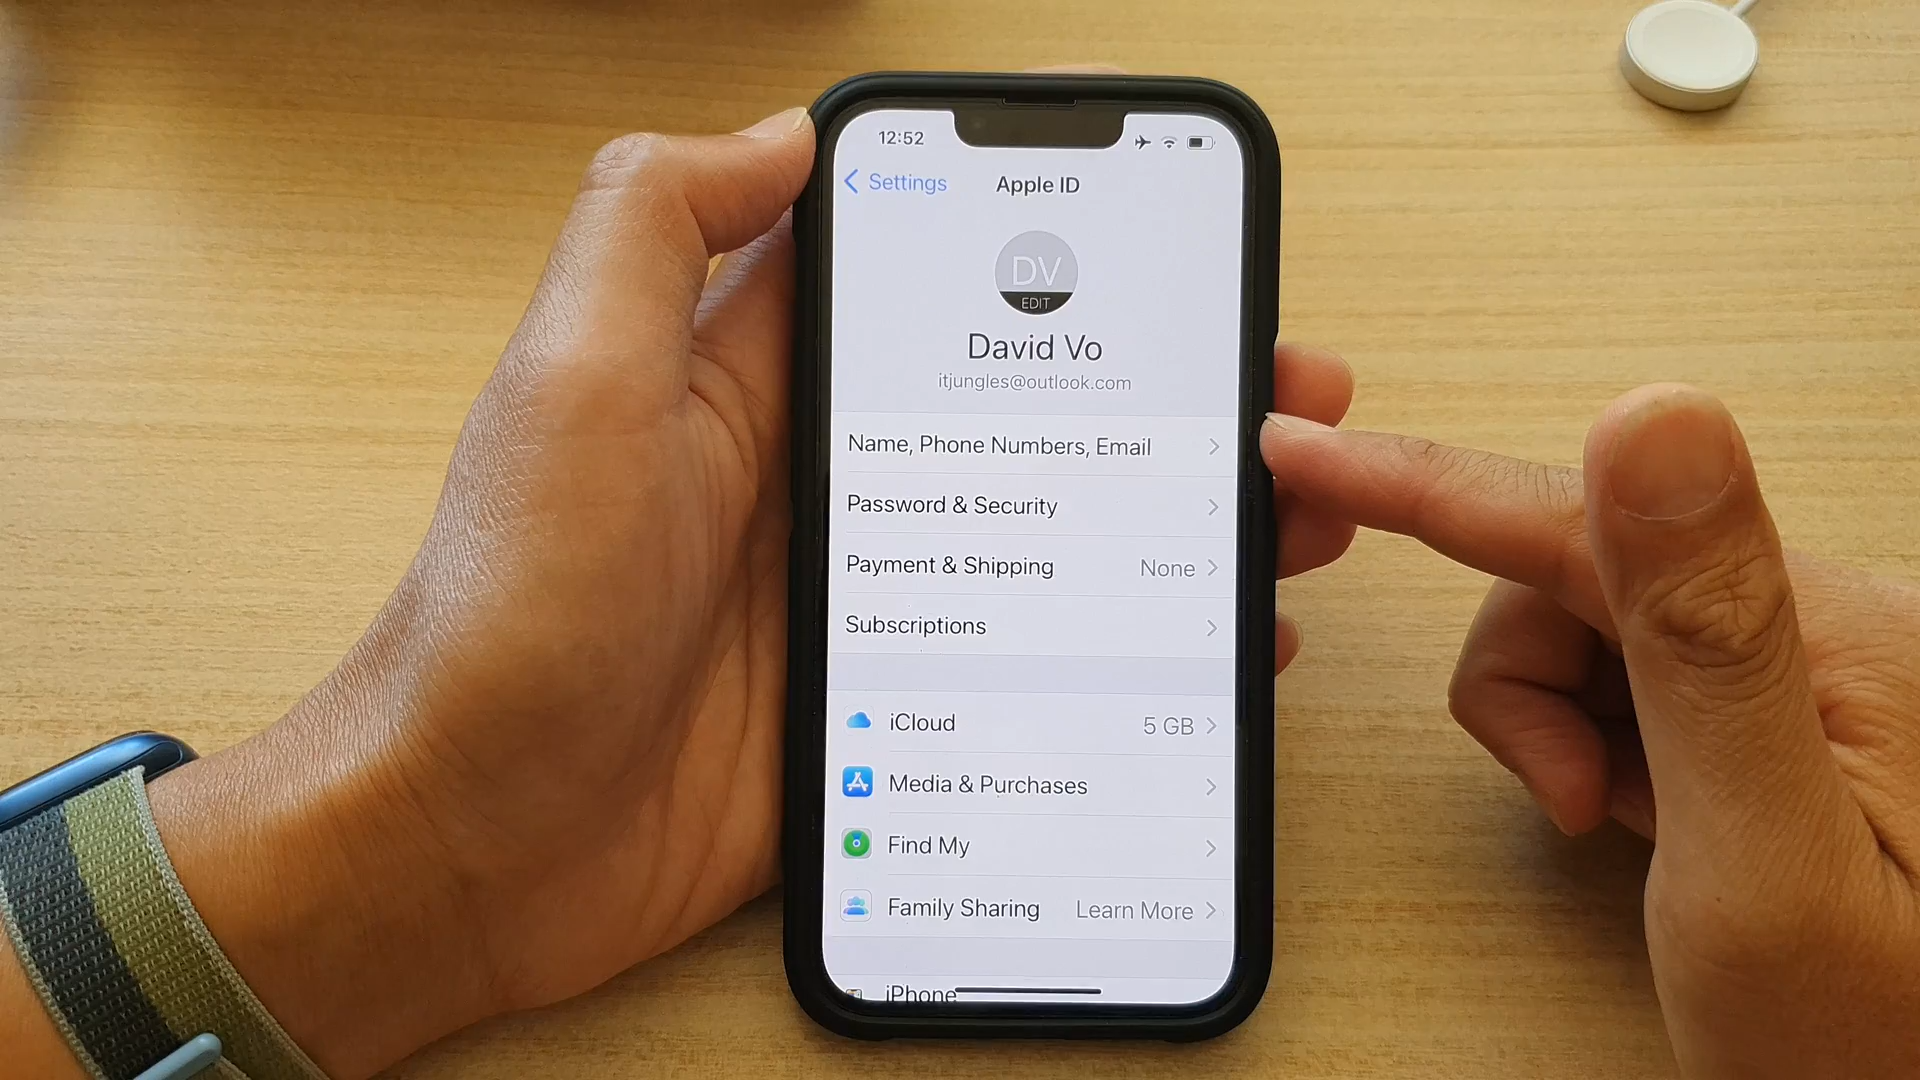 12:52
Settings
Apple ID
DV
EDIT
David Vo
itjungles@outlook.com
Name, Phone Numbers, Email
Password & Security
Payment & Shipping None
Subscriptions
iCloud 5 GB
Media & Purchases
Find My
Family Sharing Learn More
iPhone